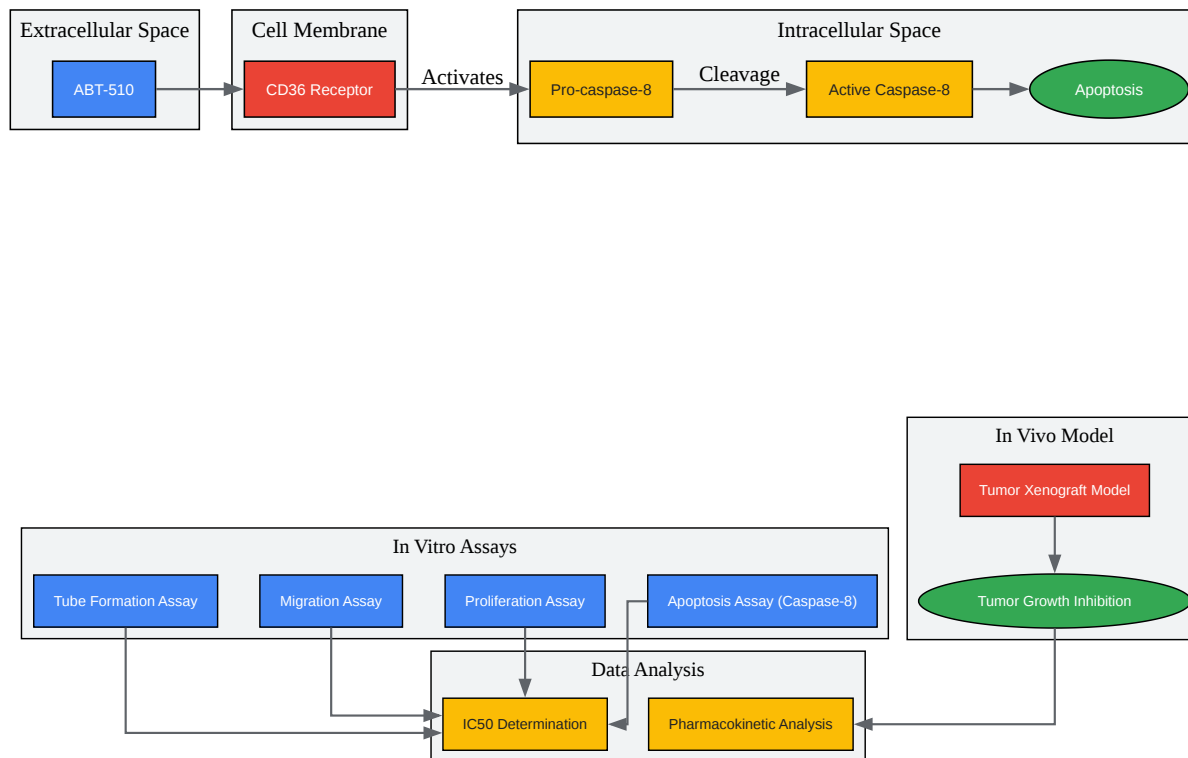 Extracellular Space
Cell Membrane
Intracellular Space
ABT-510
CD36 Receptor
Activates
Pro-caspase-8
Cleavage
Active Caspase-8
Apoptosis
In Vivo Model
Tumor Xenograft Model
In Vitro Assays
Tube Formation Assay
Migration Assay
Proliferation Assay
Apoptosis Assay (Caspase-8)
Tumor Growth Inhibition
Data Analysis
IC50 Determination
Pharmacokinetic Analysis